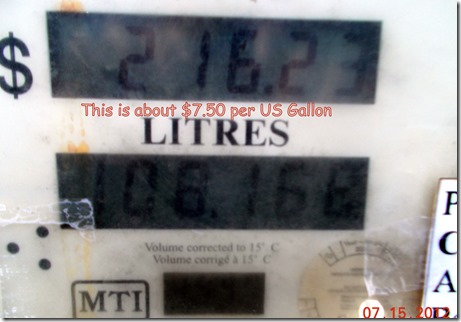 $ 216.23
This is about $7.50 per US Gallon
LITRES
108.166
Volume corrected to 15° C
Volume corrigé à 15° C
MTI
P
C
A
07 15 2012